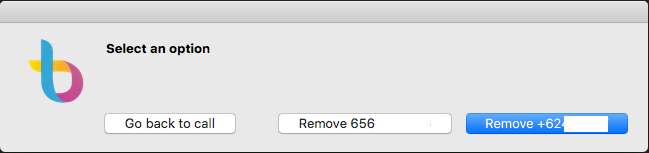 Select an option
Go back to call
Remove 656
Remove +62